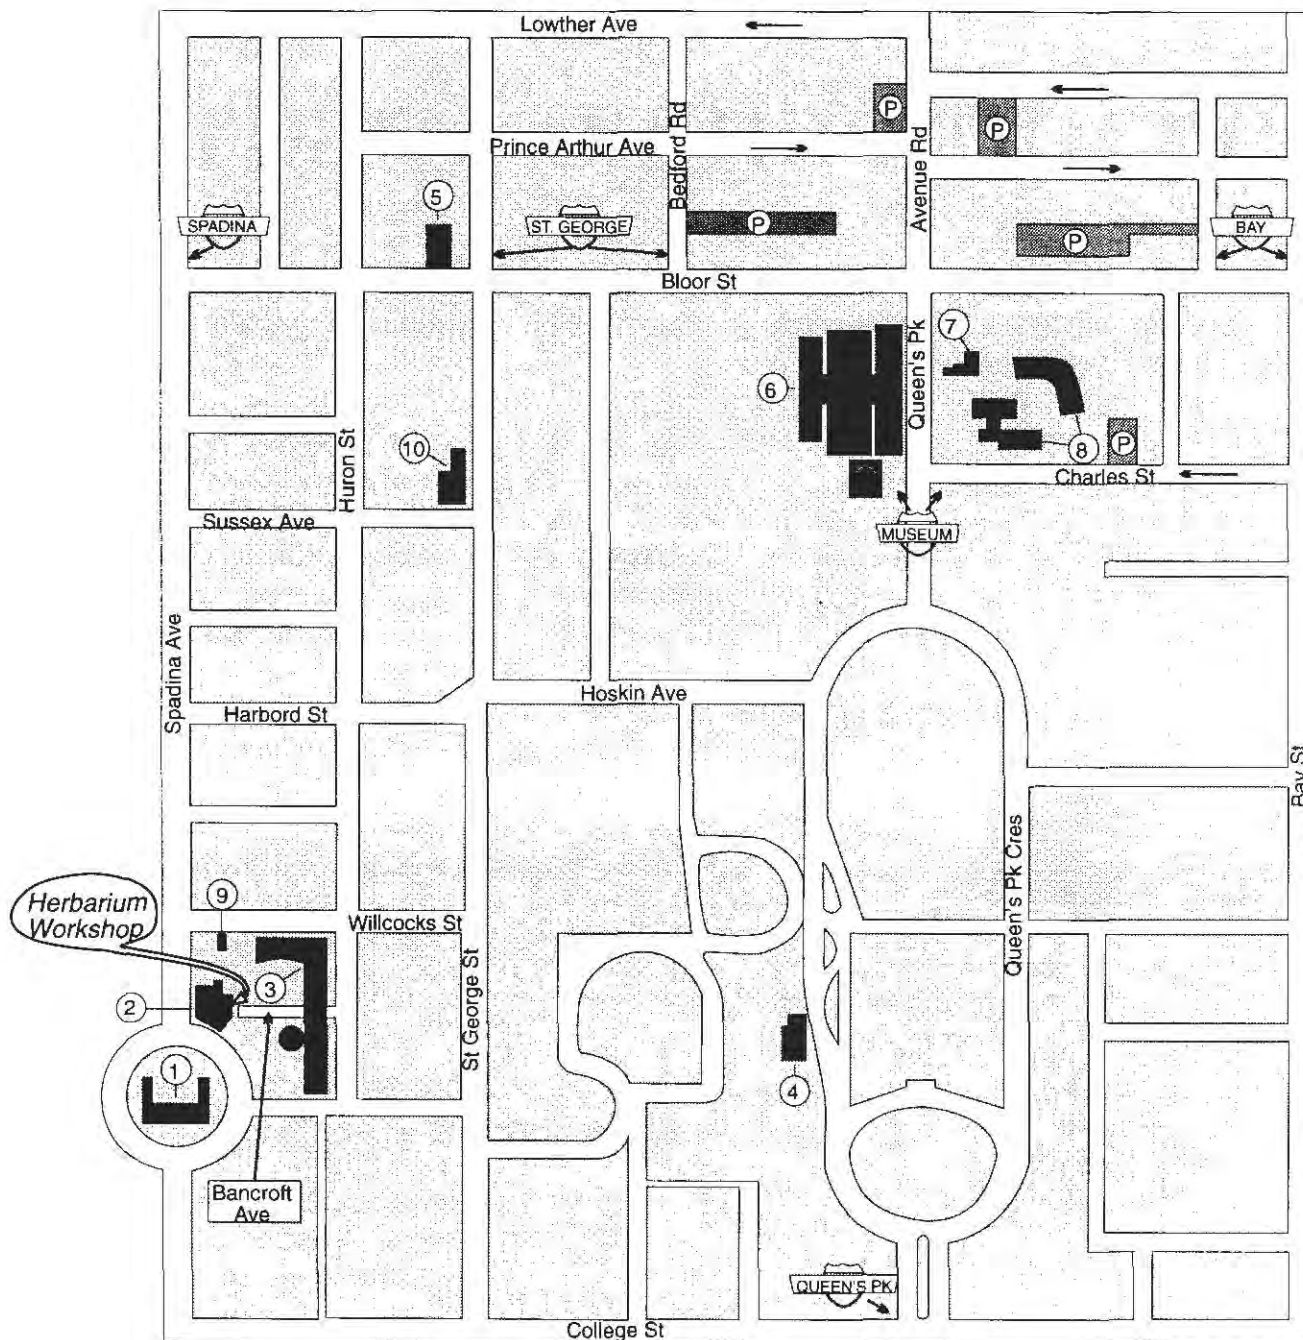 Lowther Ave
P
P
Prince Arthur Ave
Bedford Rd
Avenue Rd
5
SPADINA
ST. GEORGE
P
P
BAY
Bloor St
Queen's Pk
7
6
8
P
10
Huron St
Charles St
Sussex Ave
MUSEUM
Spadina Ave
Hoskin Ave
Harbord St
Bay St
Queen's Pk Cres
Herbarium
Workshop
9
Willcocks St
St George St
3
2
1
4
Bancroft
Ave
QUEEN'S PK
College St